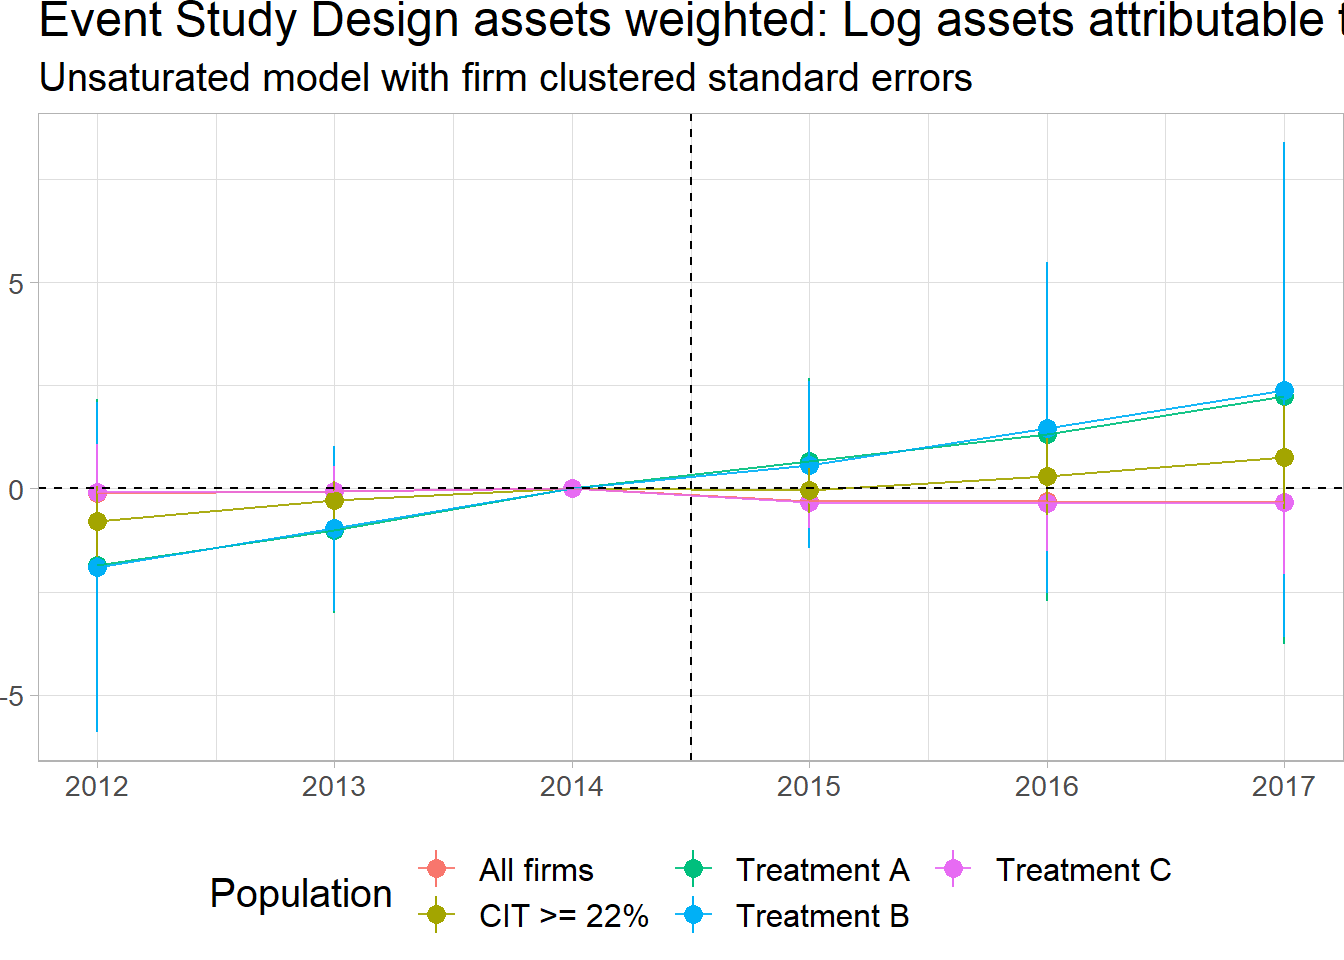 Event Study Design assets weighted: Log assets attributable
Unsaturated model with firm clustered standard errors
5
0
-5
2012 2013 2014 2015 2016 2017
Population
All firms
Treatment A
Treatment C
CIT >= 22%
Treatment B